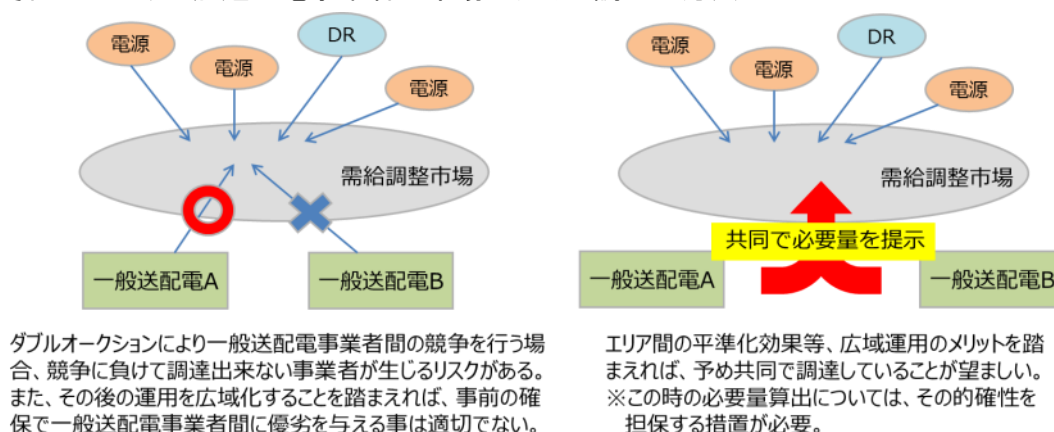 電源
電源
DR
電源
需給調整市場
一般送配電A
一般送配電B
ダブルオークションにより一般送配電事業者間の競争を行う場
合、競争に負けて調達出来ない事業者が生じるリスクがある。
また、その後の運用を広域化することを踏まえれば、事前の確
保で一般送配電事業者間に優劣を与える事は適切でない。
電源
電源
DR
電源
需給調整市場
共同で必要量を提示
一般送配電A
一般送配電B
エリア間の平準化効果等、広域運用のメリットを踏
まえれば、予め共同で調達していることが望ましい。
※この時の必要量算出については、その的確性を
担保する措置が必要。